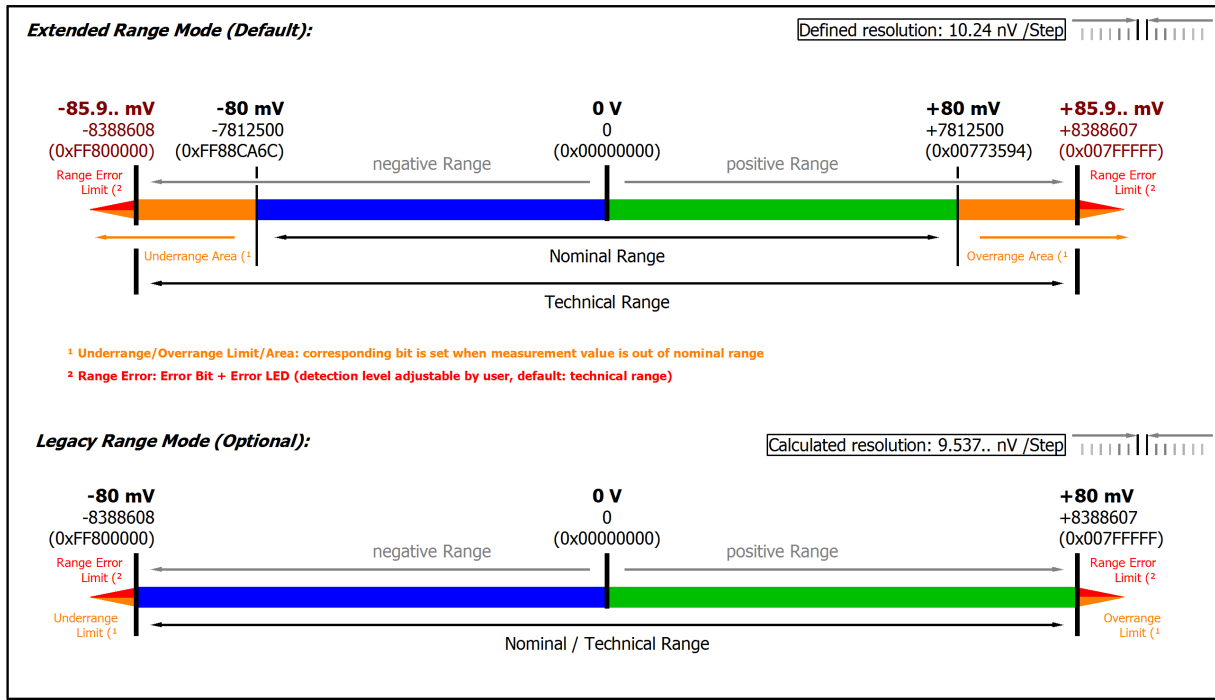 Extended Range Mode (Default):
Defined resolution: 10.24 nV /Step
-85.9.. mV
-8388608
(0xFF800000)
-80 mV
-7812500
(0xFF88CA6C)
0 V
0
(0x00000000)
+80 mV
+7812500
(0x00773594)
+85.9.. mV
+8388607
(0x007FFFFF)
negative Range
positive Range
Range Error
Limit (²
Range Error
Limit (²
Underrange Area (¹
Nominal Range
Overrange Area (¹
Technical Range
¹ Underrange/Overrange Limit/Area: corresponding bit is set when measurement value is out of nominal range
² Range Error: Error Bit + Error LED (detection level adjustable by user, default: technical range)
Legacy Range Mode (Optional):
Calculated resolution: 9.537.. nV /Step
-80 mV
-8388608
(0xFF800000)
0 V
0
(0x00000000)
+80 mV
+8388607
(0x007FFFFF)
negative Range
positive Range
Range Error
Limit (²
Range Error
Limit (²
Underrange
Limit (¹
Overrange
Limit (¹
Nominal / Technical Range